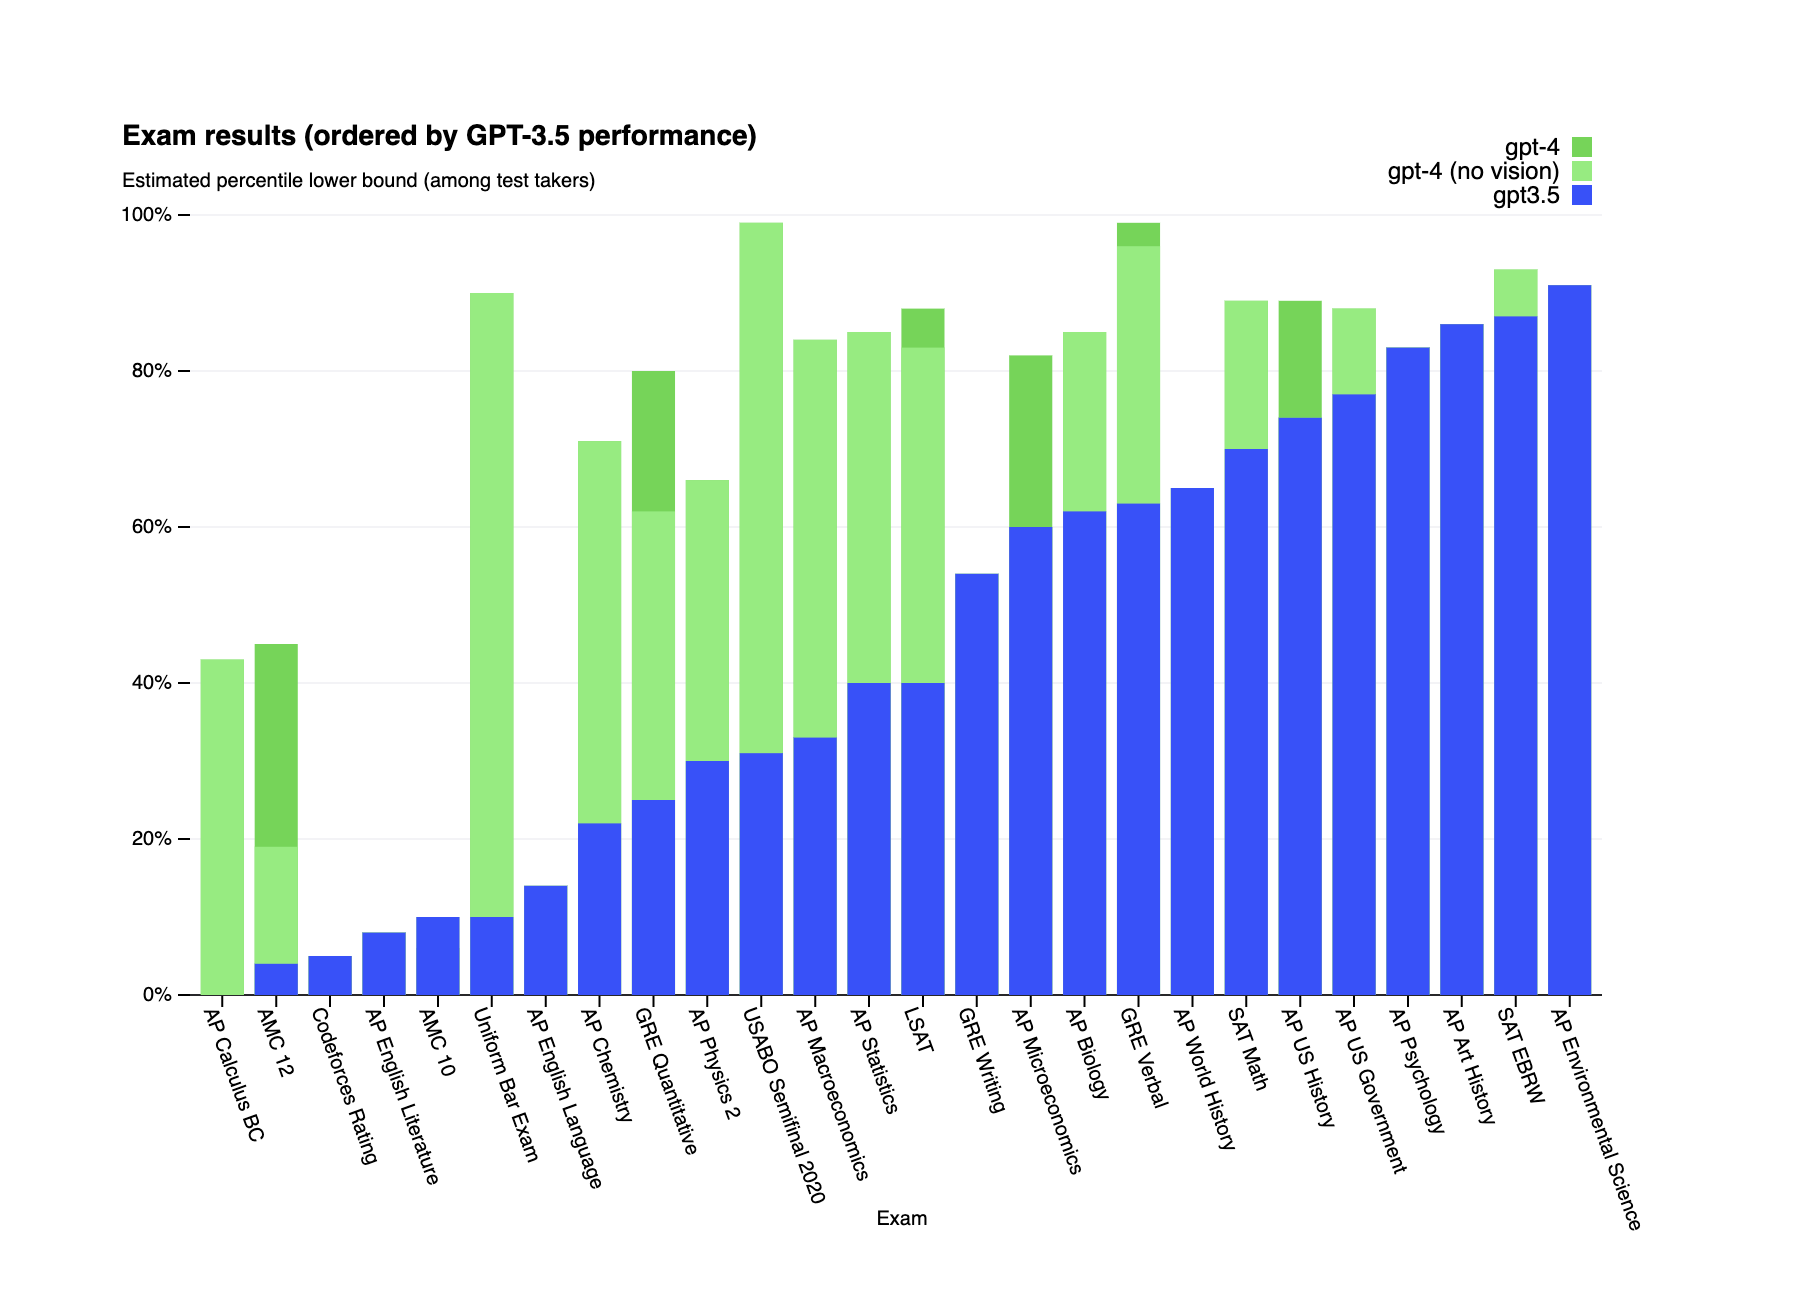 Exam results (ordered by GPT-3.5 performance)
Estimated percentile lower bound (among test takers)
gpt-4
gpt-4 (no vision)
gpt3.5
100%
80%
60%
40%
20%
0%
AP Calculus BC
AMC 12
Codeforces Rating
AP English Literature
AMC 10
Uniform Bar Exam
AP English Language
AP Chemistry
GRE Quantitative
AP Physics 2
USABO Semifinal 2020
AP Macroeconomics
AP Statistics
LSAT
GRE Writing
AP Microeconomics
AP Biology
GRE Verbal
AP World History
SAT Math
AP US History
AP US Government
AP Psychology
AP Art History
SAT EBRW
AP Environmental Science
Exam